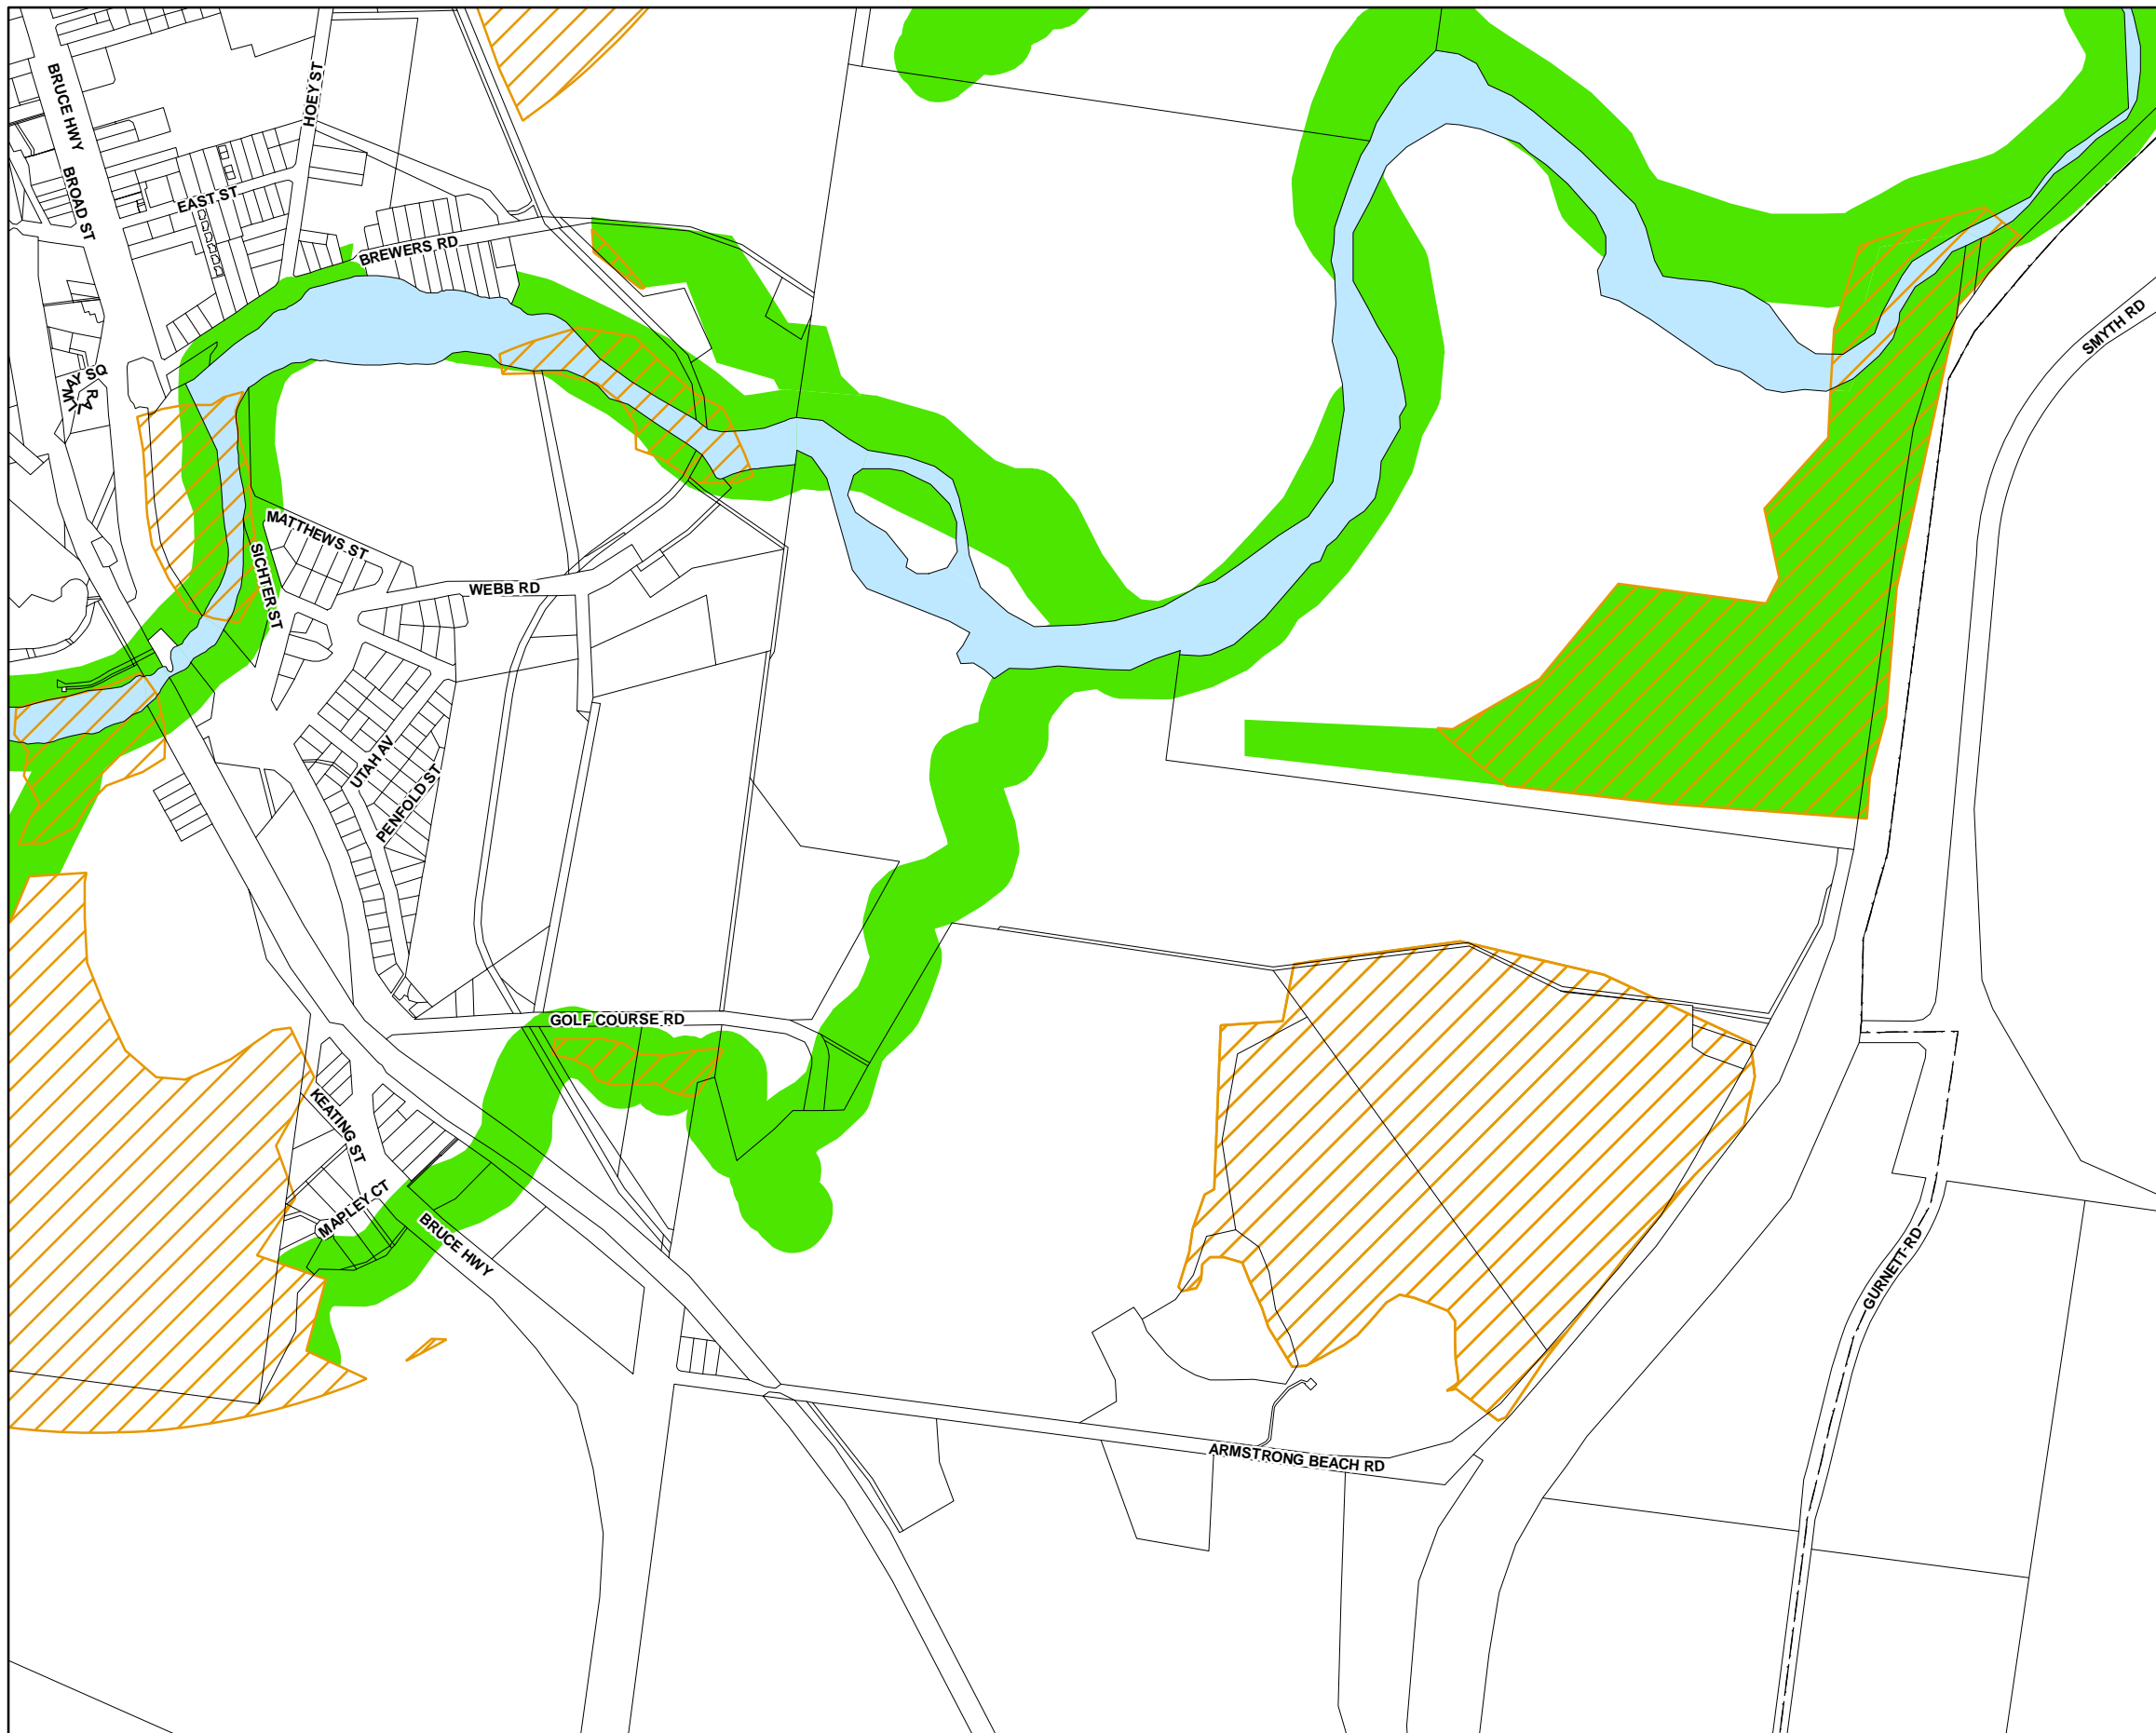 BRUCE HWY
HOEY ST
BROAD ST
EAST ST
BREWERS RD
SMYTH RD
MATTHEWS ST
SICHTER ST
WEBB RD
UTAH AV
PENFOLD ST
GOLF COURSE RD
KEATING ST
MAPLEY CT
BRUCE HWY
GURNETT RD
ARMSTRONG BEACH RD